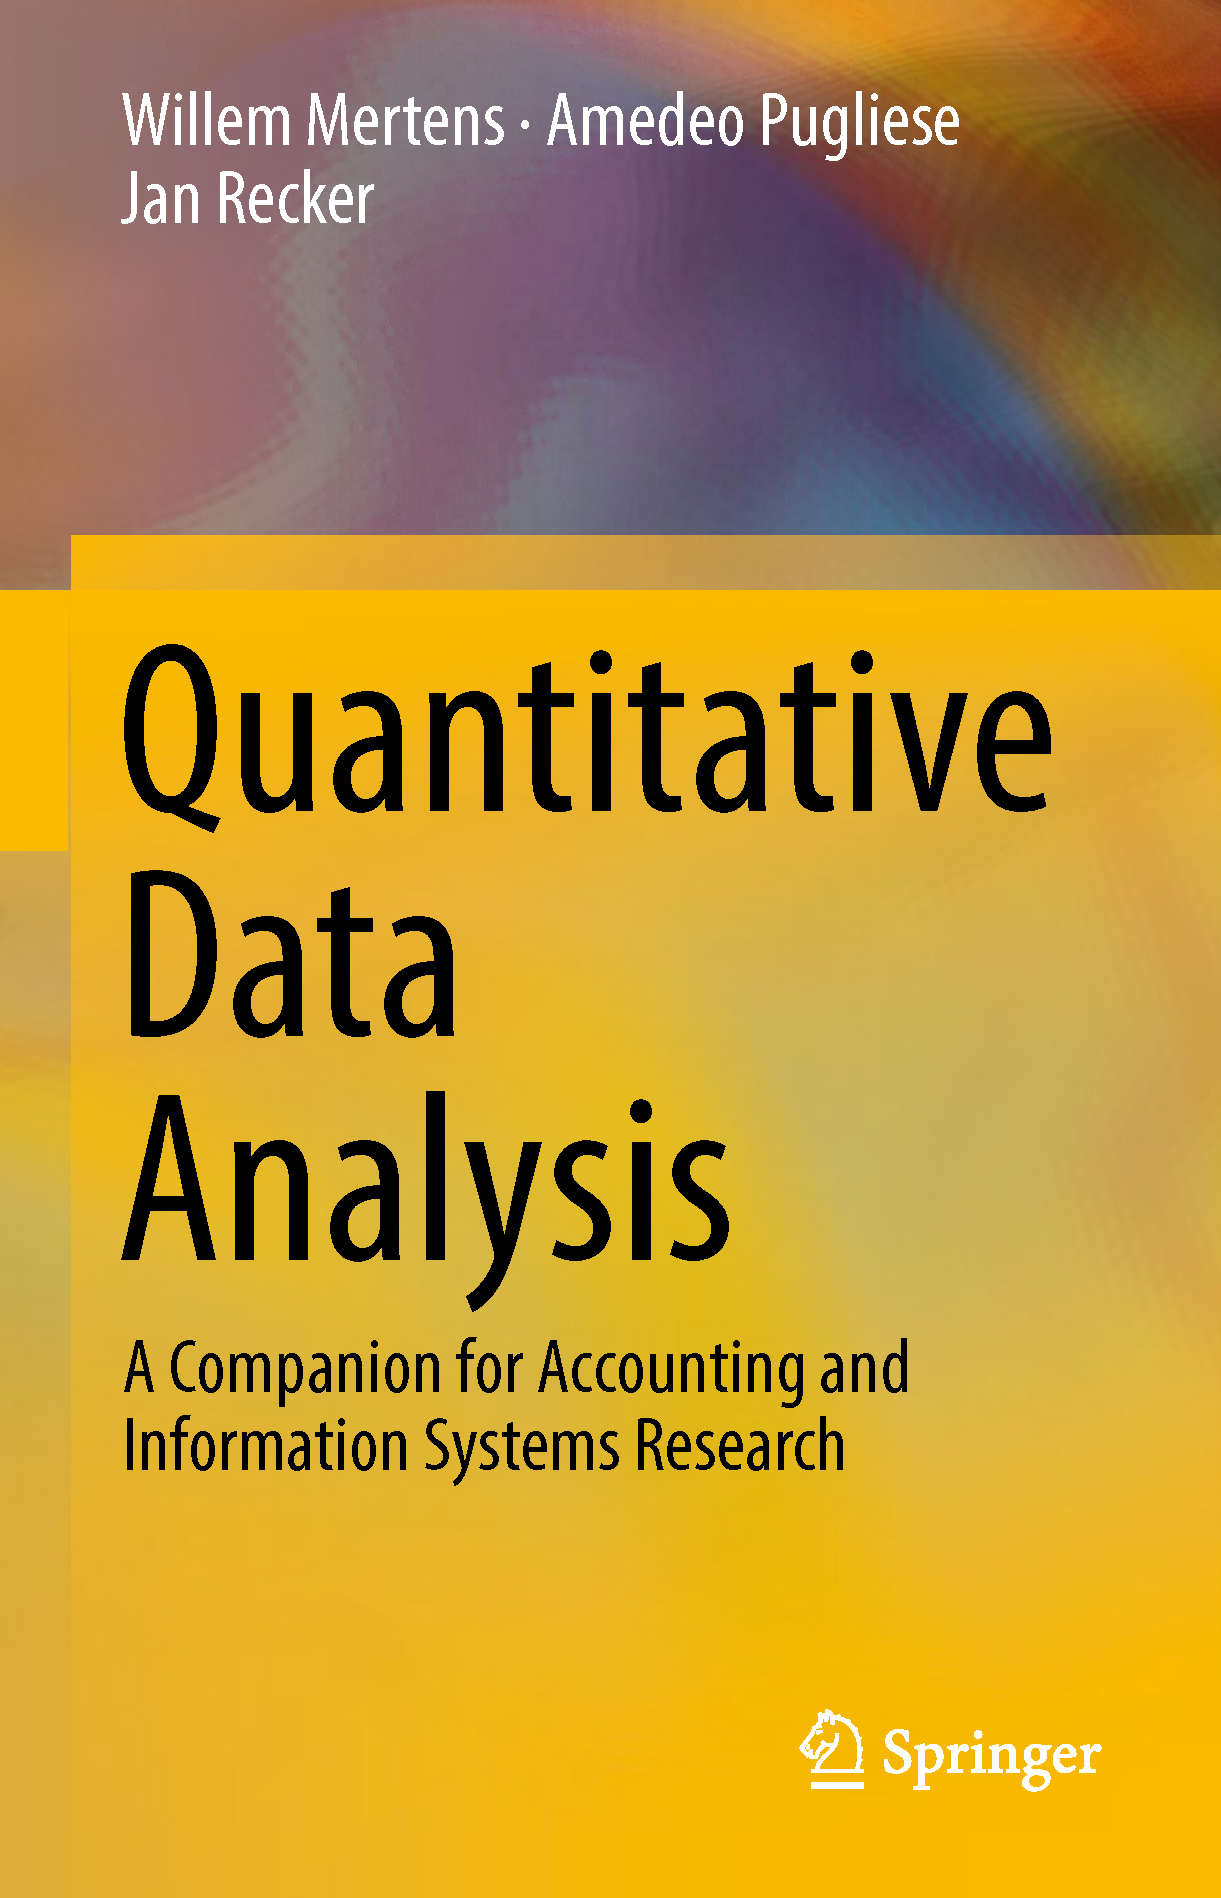 Willem Mertens · Amedeo Pugliese
Jan Recker
Quantitative
Data
Analysis
A Companion for Accounting and
Information Systems Research
Springer